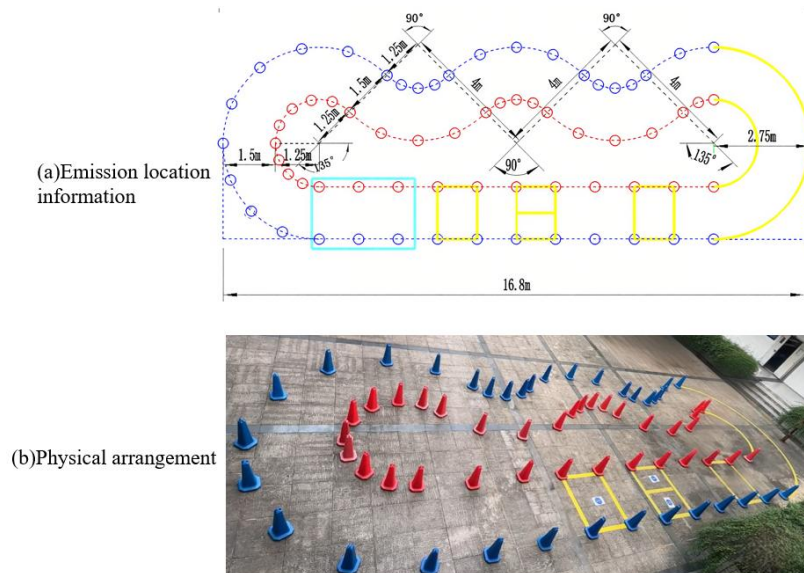 90°
90°
1.25m
1.5m
1.25m
4m
4m
4m
1.5m
1.25m
135°
90°
135°
2.75m
(a)Emission location
information
16.8m
(b)Physical arrangement